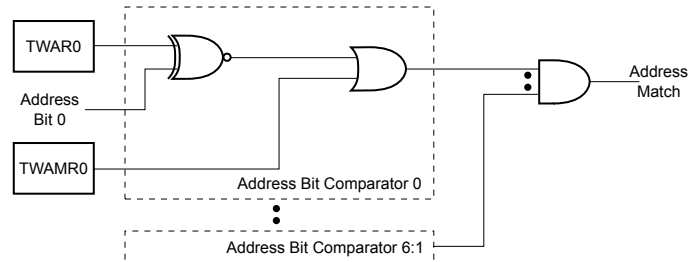 TWAR0
Address
Bit 0
TWAMR0
Address Bit Comparator 0
Address
Match
Address Bit Comparator 6:1